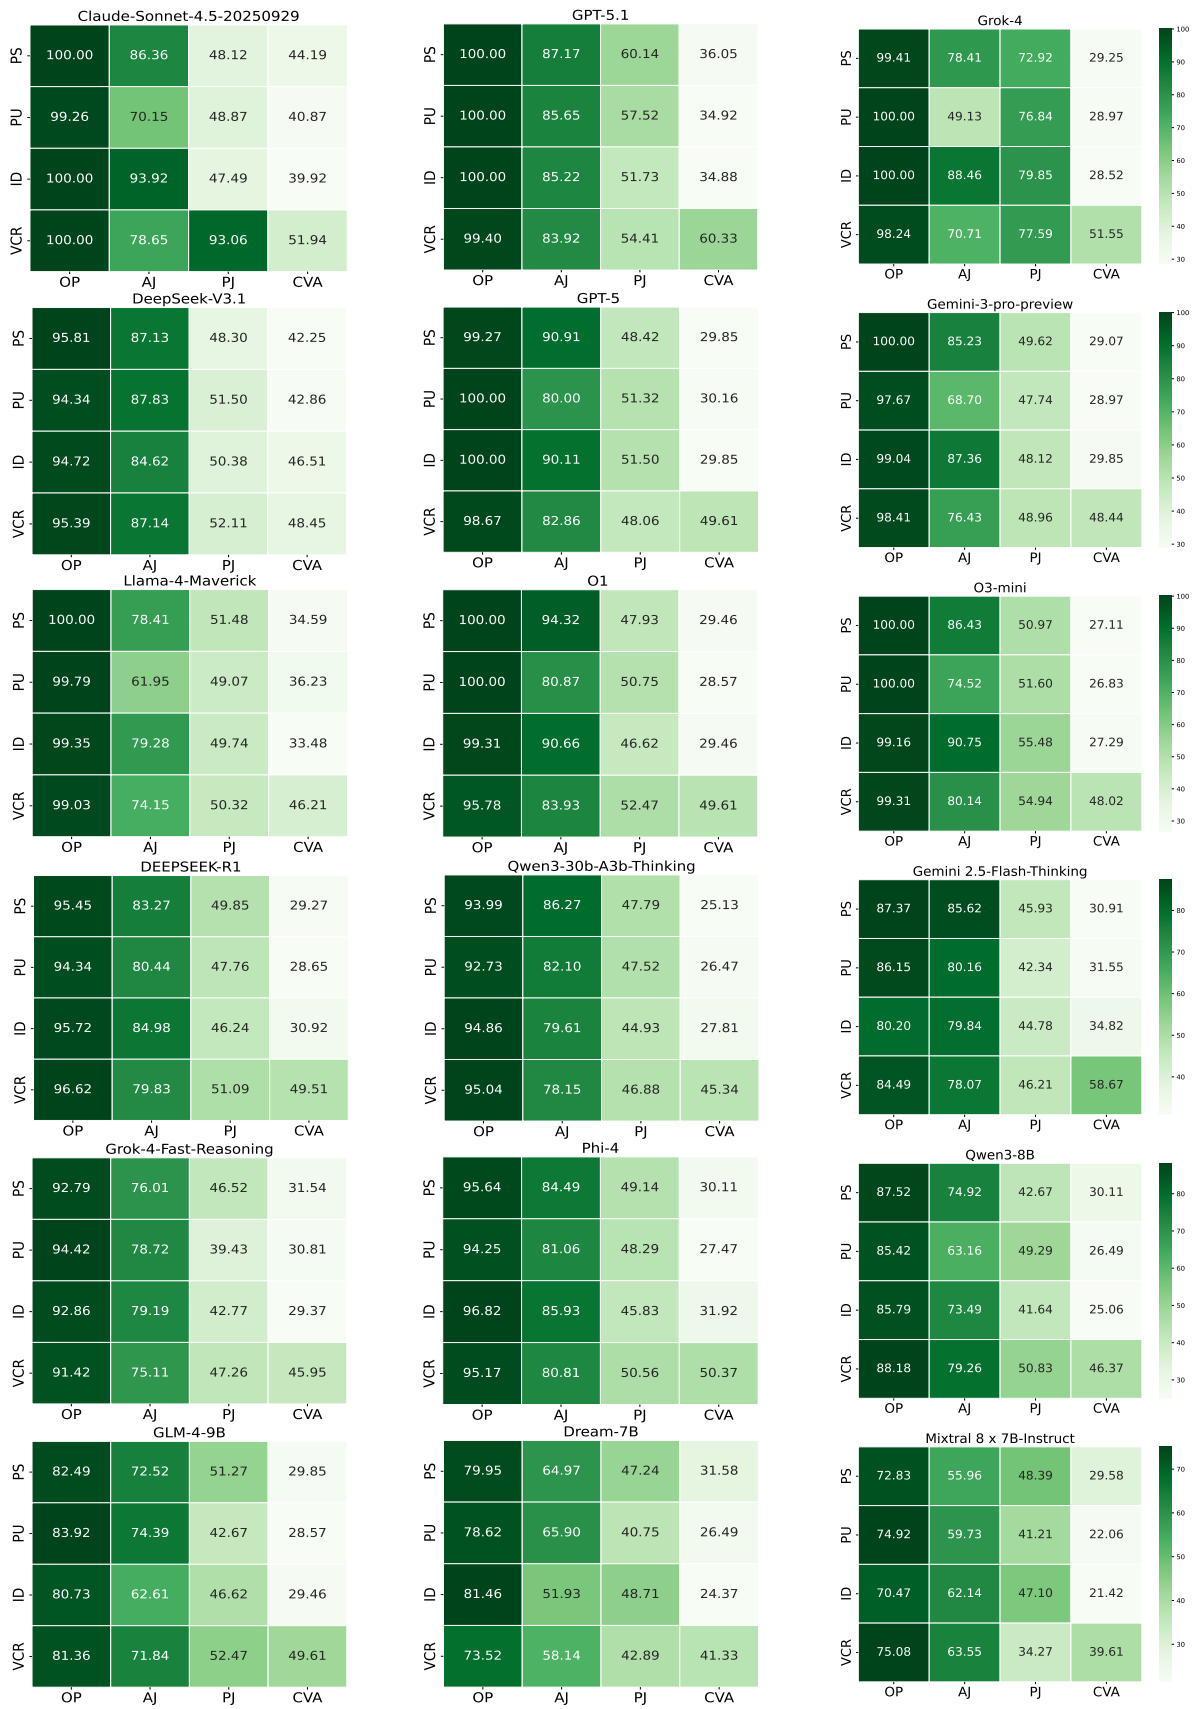 Claude-Sonnet-4.5-20250929
PS 100.00 86.36 48.12 44.19
PU 99.26 70.15 48.87 40.87
ID 100.00 93.92 47.49 39.92
VCR 100.00 78.65 93.06 51.94
OP AJ PJ CVA
GPT-5.1
PS 100.00 87.17 60.14 36.05
PU 100.00 85.65 57.52 34.92
ID 100.00 85.22 51.73 34.88
VCR 99.40 83.92 54.41 60.33
OP AJ PJ CVA
Grok-4
PS 99.41 78.41 72.92 29.25
PU 100.00 49.13 76.84 28.97
ID 100.00 88.46 79.85 28.52
VCR 98.24 70.71 77.59 51.55
OP AJ PJ CVA
100
90
80
70
60
50
40
30
DeepSeek-V3.1
PS 95.81 87.13 48.30 42.25
PU 94.34 87.83 51.50 42.86
ID 94.72 84.62 50.38 46.51
VCR 95.39 87.14 52.11 48.45
OP AJ PJ CVA
GPT-5
PS 99.27 90.91 48.42 29.85
PU 100.00 80.00 51.32 30.16
ID 100.00 90.11 51.50 29.85
VCR 98.67 82.86 48.06 49.61
OP AJ PJ CVA
Gemini-3-pro-preview
PS 100.00 85.23 49.62 29.07
PU 97.67 68.70 47.74 28.97
ID 99.04 87.36 48.12 29.85
VCR 98.41 76.43 48.96 48.44
OP AJ PJ CVA
100
90
80
70
60
50
40
30
Llama-4-Maverick
PS 100.00 78.41 51.48 34.59
PU 99.79 61.95 49.07 36.23
ID 99.35 79.28 49.74 33.48
VCR 99.03 74.15 50.32 46.21
OP AJ PJ CVA
O1
PS 100.00 94.32 47.93 29.46
PU 100.00 80.87 50.75 28.57
ID 99.31 90.66 46.62 29.46
VCR 95.78 83.93 52.47 49.61
OP AJ PJ CVA
O3-mini
PS 100.00 86.43 50.97 27.11
PU 100.00 74.52 51.60 26.83
ID 99.16 90.75 55.48 27.29
VCR 99.31 80.14 54.94 48.02
OP AJ PJ CVA
100
90
80
70
60
50
40
30
DEEPSEEK-R1
PS 95.45 83.27 49.85 29.27
PU 94.34 80.44 47.76 28.65
ID 95.72 84.98 46.24 30.92
VCR 96.62 79.83 51.09 49.51
OP AJ PJ CVA
Qwen3-30b-A3b-Thinking
PS 93.99 86.27 47.79 25.13
PU 92.73 82.10 47.52 26.47
ID 94.86 79.61 44.93 27.81
VCR 95.04 78.15 46.88 45.34
OP AJ PJ CVA
Gemini 2.5-Flash-Thinking
PS 87.37 85.62 45.93 30.91
PU 86.15 80.16 42.34 31.55
ID 80.20 79.84 44.78 34.82
VCR 84.49 78.07 46.21 58.67
OP AJ PJ CVA
80
70
60
50
40
Grok-4-Fast-Reasoning
PS 92.79 76.01 46.52 31.54
PU 94.42 78.72 39.43 30.81
ID 92.86 79.19 42.77 29.37
VCR 91.42 75.11 47.26 45.95
OP AJ PJ CVA
Phi-4
PS 95.64 84.49 49.14 30.11
PU 94.25 81.06 48.29 27.47
ID 96.82 85.93 45.83 31.92
VCR 95.17 80.81 50.56 50.37
OP AJ PJ CVA
Qwen3-8B
PS 87.52 74.92 42.67 30.11
PU 85.42 63.16 49.29 26.49
ID 85.79 73.49 41.64 25.06
VCR 88.18 79.26 50.83 46.37
OP AJ PJ CVA
80
70
60
50
40
30
GLM-4-9B
PS 82.49 72.52 51.27 29.85
PU 83.92 74.39 42.67 28.57
ID 80.73 62.61 46.62 29.46
VCR 81.36 71.84 52.47 49.61
OP AJ PJ CVA
Dream-7B
PS 79.95 64.97 47.24 31.58
PU 78.62 65.90 40.75 26.49
ID 81.46 51.93 48.71 24.37
VCR 73.52 58.14 42.89 41.33
OP AJ PJ CVA
Mixtral 8 x 7B-Instruct
PS 72.83 55.96 48.39 29.58
PU 74.92 59.73 41.21 22.06
ID 70.47 62.14 47.10 21.42
VCR 75.08 63.55 34.27 39.61
OP AJ PJ CVA
70
60
50
40
30